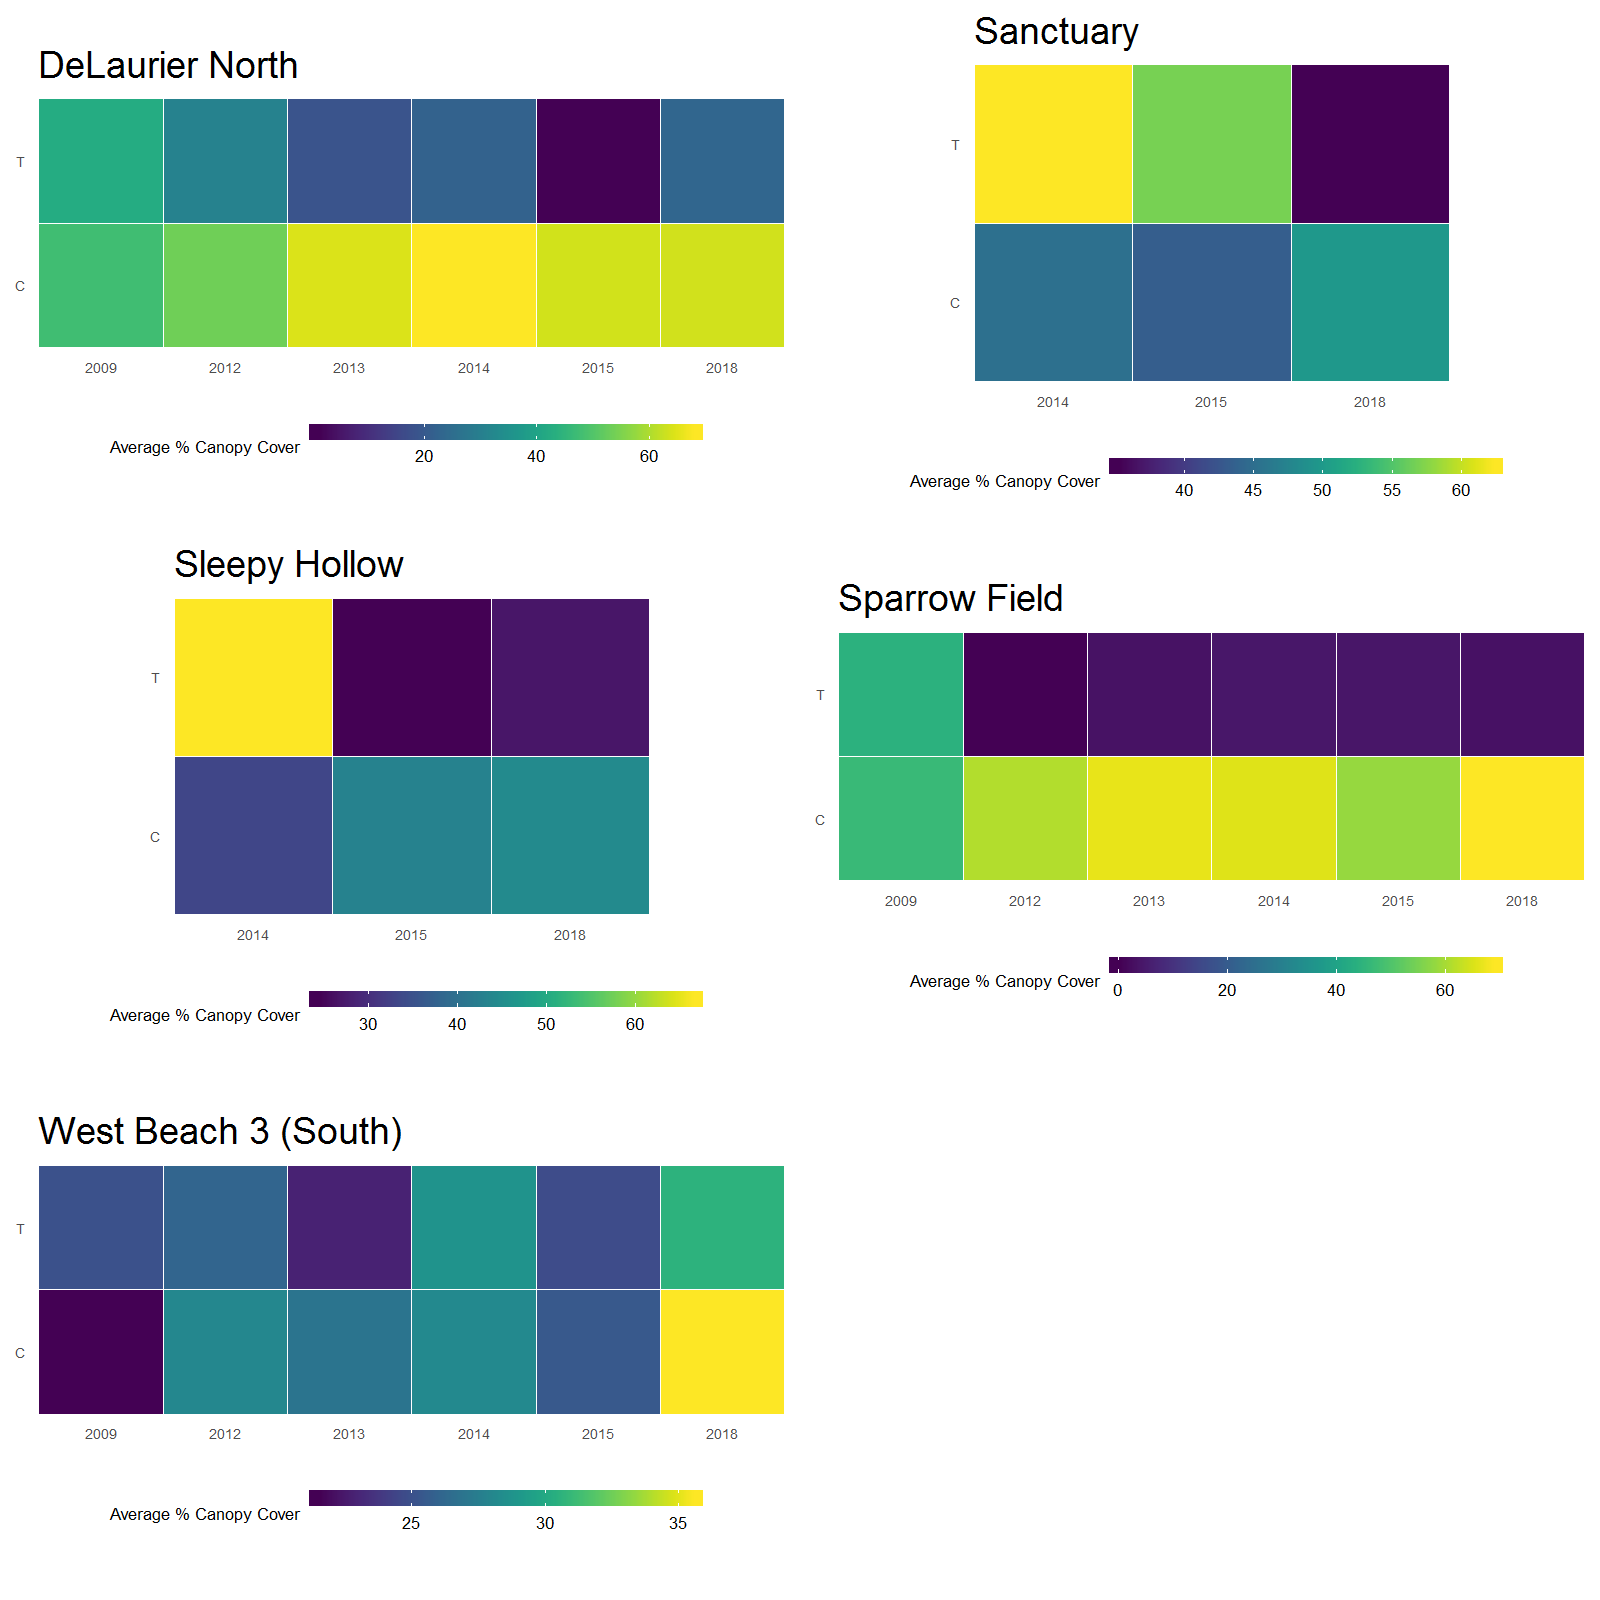 DeLaurier North
T
C
2009 2012 2013 2014 2015 2018
Average % Canopy Cover
20 40 60
Sanctuary
T
C
2014 2015 2018
Average % Canopy Cover
40 45 50 55 60
Sleepy Hollow
T
C
2014 2015 2018
Average % Canopy Cover
30 40 50 60
Sparrow Field
T
C
2009 2012 2013 2014 2015 2018
Average % Canopy Cover
0 20 40 60
West Beach 3 (South)
T
C
2009 2012 2013 2014 2015 2018
Average % Canopy Cover
25 30 35